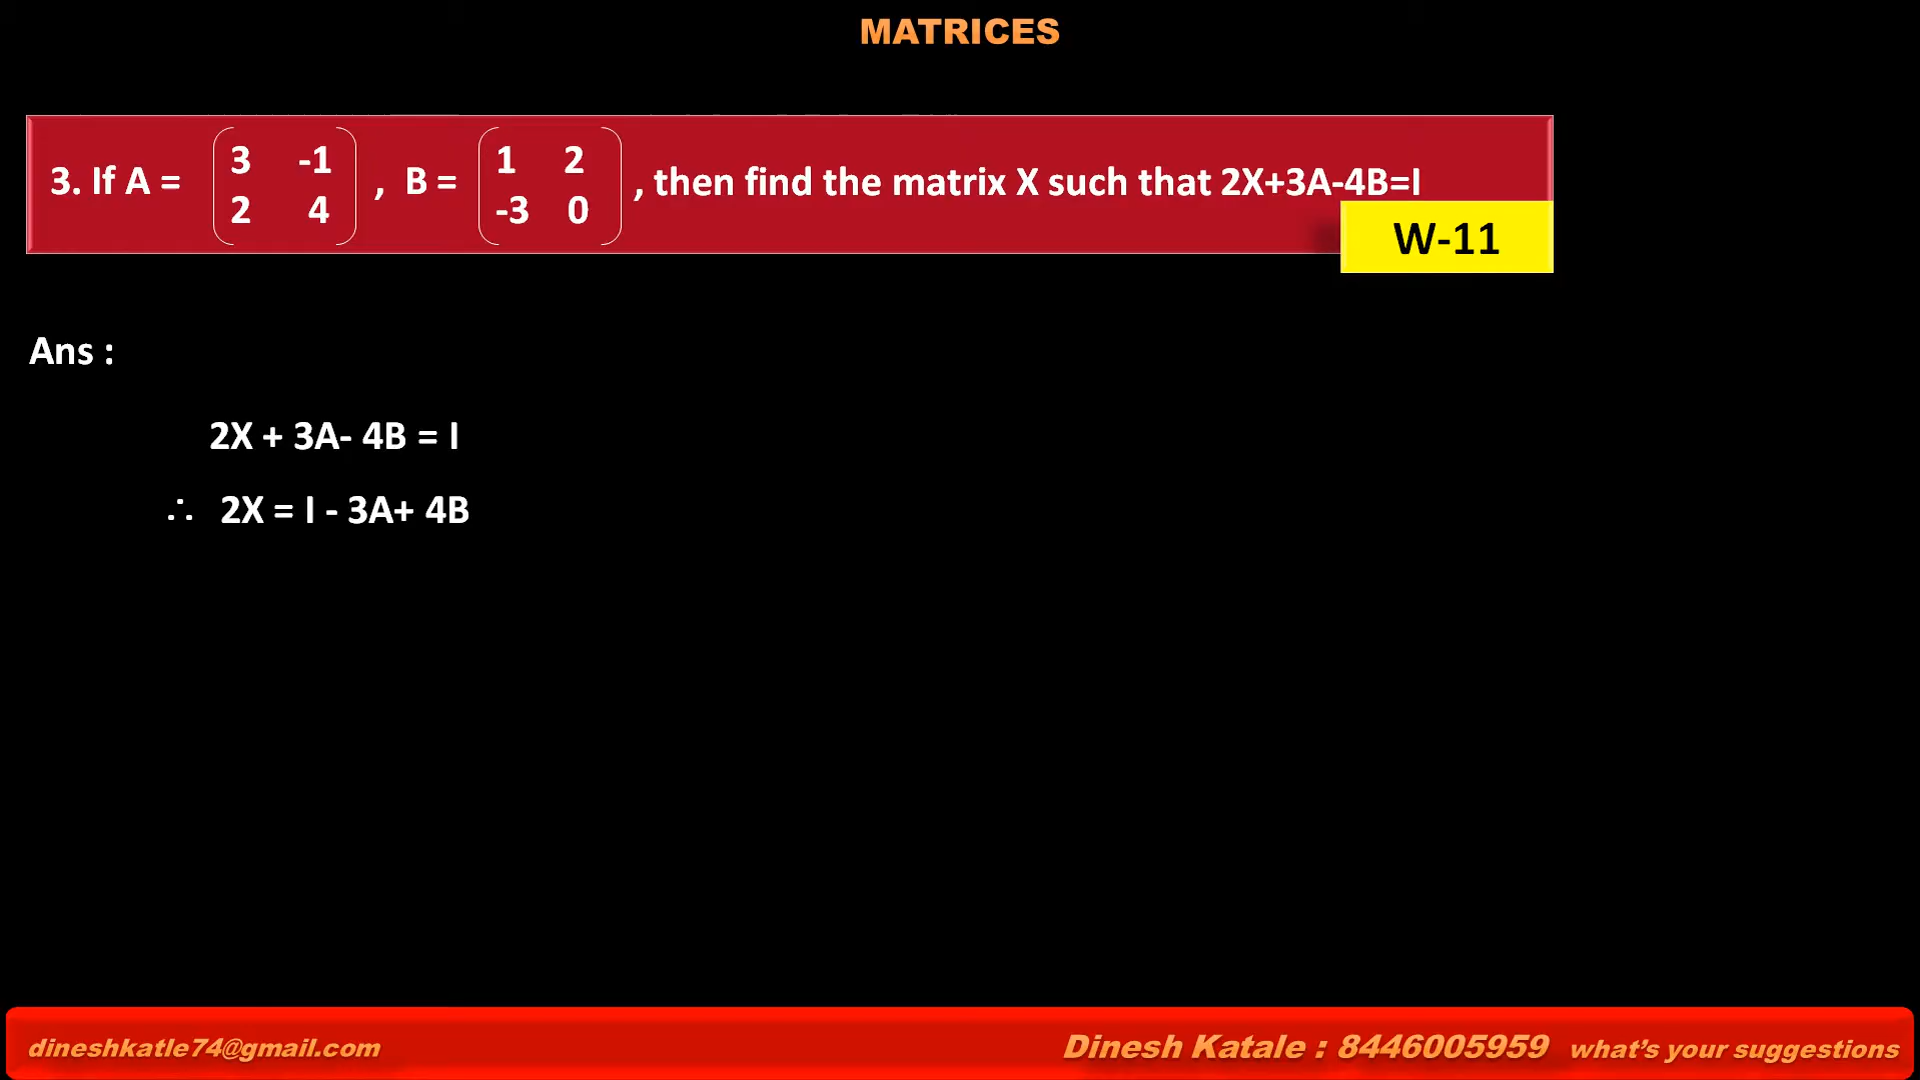 MATRICES
3. If A = 3 -1 , B = 1 2 , then find the matrix X such that 2X+3A-4B=I
2 4 -3 0
W-11
Ans :
2X + 3A- 4B = I
∴ 2X = I - 3A+ 4B
dineshkatle74@gmail.com Dinesh Katale : 8446005959 what's your suggestions